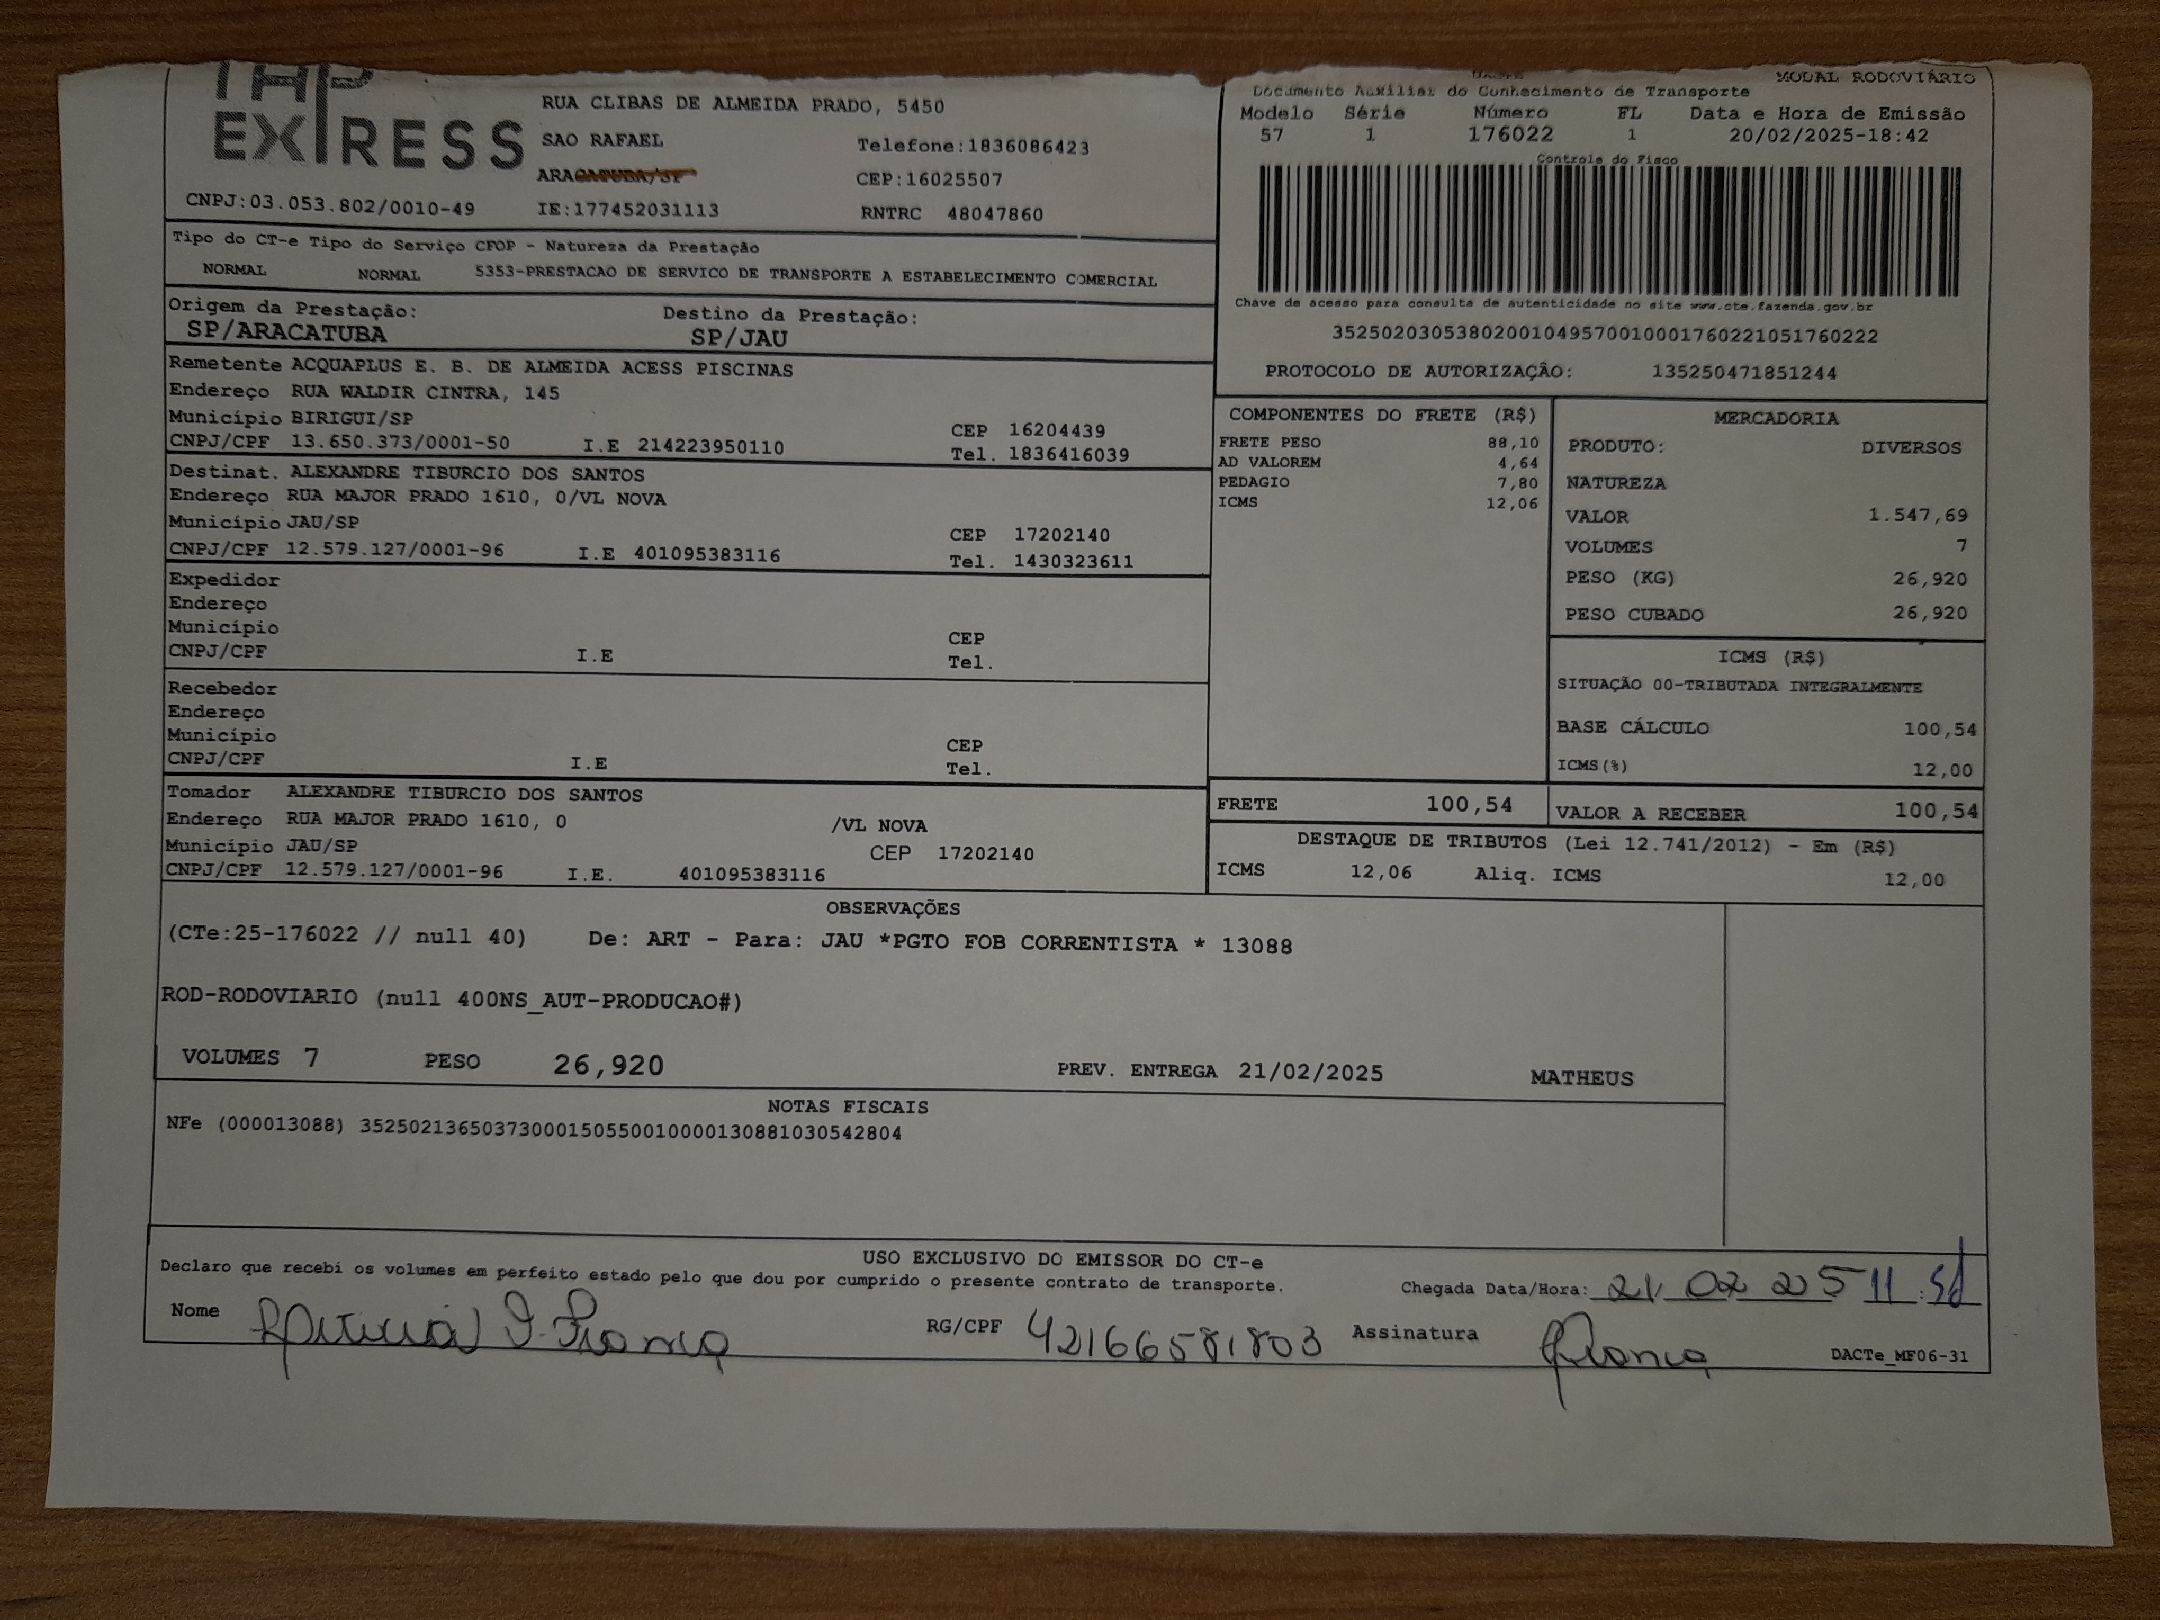 EXPRESS
RUA CLIBAS DE ALMEIDA PRADO, 5450
SAO RAFAEL
Telefone:1836086423
CEP:16025507
CNPJ:03.053.802/0010-49 IE:177452031113 RNTRC 48047860
MODAL RODOVIÁRIO
Documento Auxiliar do Conhecimento de Transporte
Modelo Série Número FL Data e Hora de Emissão
57 1 176022 1 20/02/2025-18:42
Controle do Fisco
Chave de acesso para consulta de autenticidade no site www.cte.fazenda.gov.br
35250203053802001049570010001760221051760222
PROTOCOLO DE AUTORIZAÇÃO: 135250471851244
Tipo do CT-e Tipo do Serviço CFOP - Natureza da Prestação
NORMAL NORMAL 5353-PRESTACAO DE SERVICO DE TRANSPORTE A ESTABELECIMENTO COMERCIAL
Origem da Prestação: Destino da Prestação:
SP/ARACATUBA SP/JAU
Remetente ACQUAPLUS E. B. DE ALMEIDA ACESS PISCINAS
Endereço RUA WALDIR CINTRA, 145
Município BIRIGUI/SP CEP 16204439
CNPJ/CPF 13.650.373/0001-50 I.E 214223950110 Tel. 1836416039
Destinat. ALEXANDRE TIBURCIO DOS SANTOS
Endereço RUA MAJOR PRADO 1610, 0/VL NOVA
Município JAU/SP CEP 17202140
CNPJ/CPF 12.579.127/0001-96 I.E 401095383116 Tel. 1430323611
Expedidor
Endereço
Município CEP
CNPJ/CPF I.E Tel.
Recebedor
Endereço
Município CEP
CNPJ/CPF I.E Tel.
Tomador ALEXANDRE TIBURCIO DOS SANTOS
Endereço RUA MAJOR PRADO 1610, 0 /VL NOVA
Município JAU/SP CEP 17202140
CNPJ/CPF 12.579.127/0001-96 I.E. 401095383116
COMPONENTES DO FRETE (R$)
FRETE PESO 88,10
AD VALOREM 4,64
PEDAGIO 7,80
ICMS 12,06
MERCADORIA
PRODUTO: DIVERSOS
NATUREZA
VALOR 1.547,69
VOLUMES 7
PESO (KG) 26,920
PESO CUBADO 26,920
ICMS (R$)
SITUAÇÃO 00-TRIBUTADA INTEGRALMENTE
BASE CÁLCULO 100,54
ICMS(%) 12,00
FRETE 100,54 VALOR A RECEBER 100,54
DESTAQUE DE TRIBUTOS (Lei 12.741/2012) - Em (R$)
ICMS 12,06 Aliq. ICMS 12,00
OBSERVAÇÕES
(CTe:25-176022 // null 40) De: ART - Para: JAU *PGTO FOB CORRENTISTA * 13088
ROD-RODOVIARIO (null 400NS_AUT-PRODUCAO#)
VOLUMES 7 PESO 26,920 PREV. ENTREGA 21/02/2025 MATHEUS
NOTAS FISCAIS
NFe (000013088) 35250213650373000150550010000130881030542804
USO EXCLUSIVO DO EMISSOR DO CT-e
Declaro que recebi os volumes em perfeito estado pelo que dou por cumprido o presente contrato de transporte. Chegada Data/Hora: 21 02 25 11
Nome RG/CPF 42166581803 Assinatura
DACTe_MF06-31